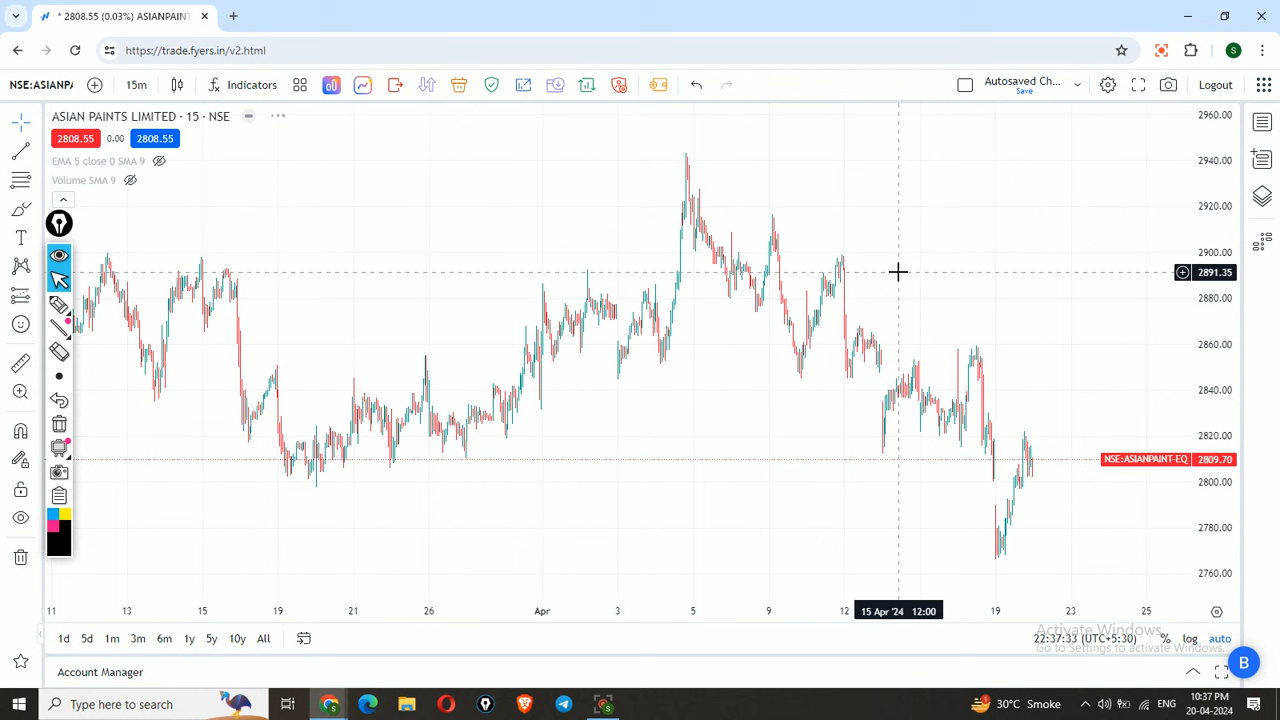 * 2808.55 (0.03%) ASIANPAINT
https://trade.fyers.in/v2.html
S
NSE:ASIANPA
15m
Indicators
Autosaved Ch...
Save
Logout
ASIAN PAINTS LIMITED · 15 · NSE
2808.55 0.00 2808.55
EMA 5 close 0 SMA 9
Volume SMA 9
2960.00
2940.00
2920.00
2900.00
2891.35
2880.00
2860.00
2840.00
2820.00
NSE:ASIANPAINT-EQ 2809.70
2800.00
2780.00
2760.00
11 13 15 19 21 26 Apr 3 5 9 12 15 Apr '24 12:00 19 23 25
1d 5d 1m 3m 6m 1y 5y 10y All
22:37:33 (UTC+5:30) % log auto
Activate Windows
Go to Settings to activate Windows.
Account Manager
B
Type here to search
30°C Smoke
ENG
10:37 PM
20-04-2024